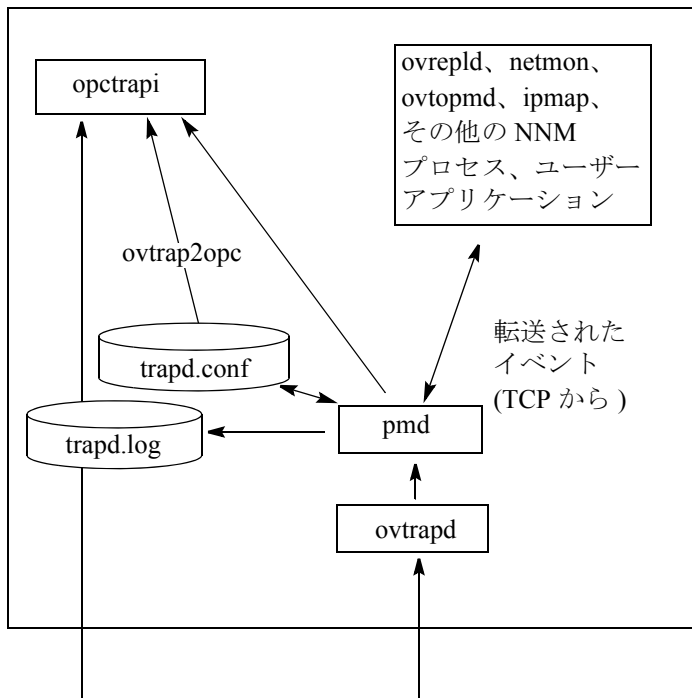 opctrapi
ovrepld、netmon、
ovtopmd、ipmap、
その他の NNM
プロセス、ユーザー
アプリケーション
ovtrap2opc
転送された
イベント
(TCP から )
trapd.conf
trapd.log
pmd
ovtrapd